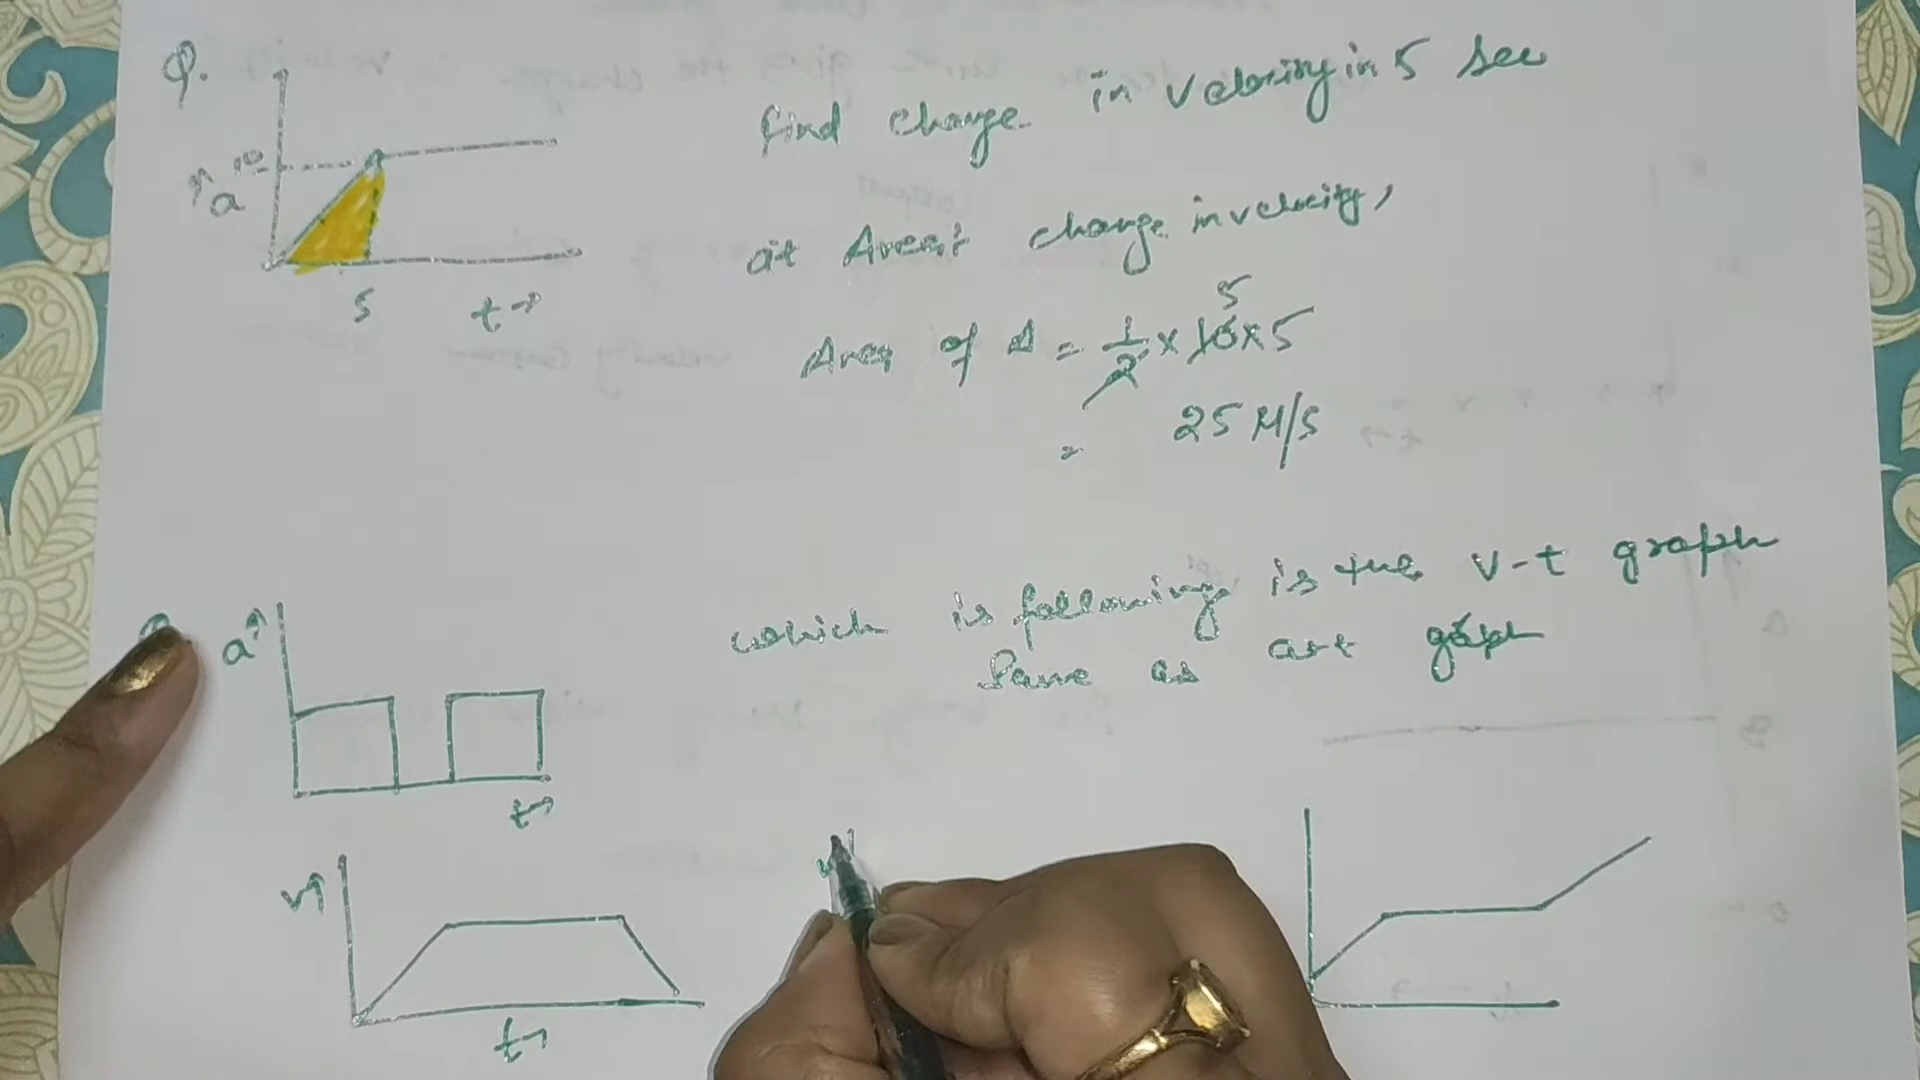 Q.
find change in velocity in 5 sec
↑a 10
5 t→
at Area: change in velocity,
Area of Δ = 1/2 × 10 × 5
5
= 25 M/S
a↑
t→
which is following is the v-t graph
same as a-t graph
v↑
t→
v